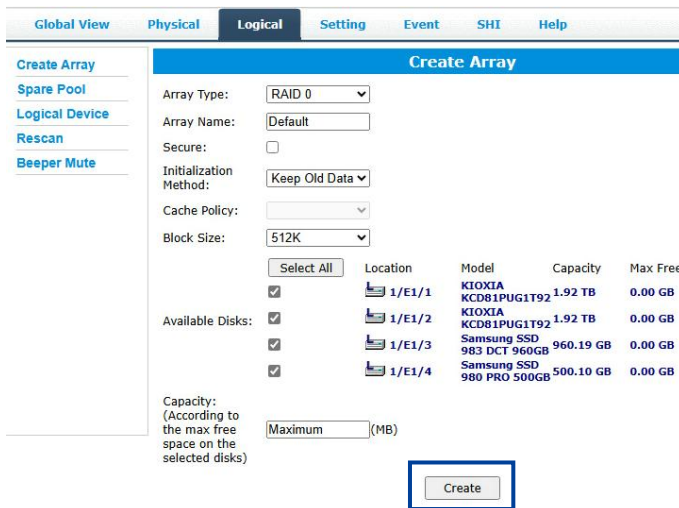 Global View Physical Logical Setting Event SHI Help
Create Array
Create Array
Spare Pool
Logical Device
Rescan
Beeper Mute
Array Type: RAID 0
Array Name: Default
Secure:
Initialization
Method: Keep Old Data
Cache Policy:
Block Size: 512K
Select All Location Model Capacity Max Free
Available Disks:
1/E1/1 KIOXIA
KCD81PUG1T92 1.92 TB 0.00 GB
1/E1/2 KIOXIA
KCD81PUG1T92 1.92 TB 0.00 GB
1/E1/3 Samsung SSD
983 DCT 960GB 960.19 GB 0.00 GB
1/E1/4 Samsung SSD
980 PRO 500GB 500.10 GB 0.00 GB
Capacity:
(According to
the max free
space on the
selected disks)
Maximum (MB)
Create